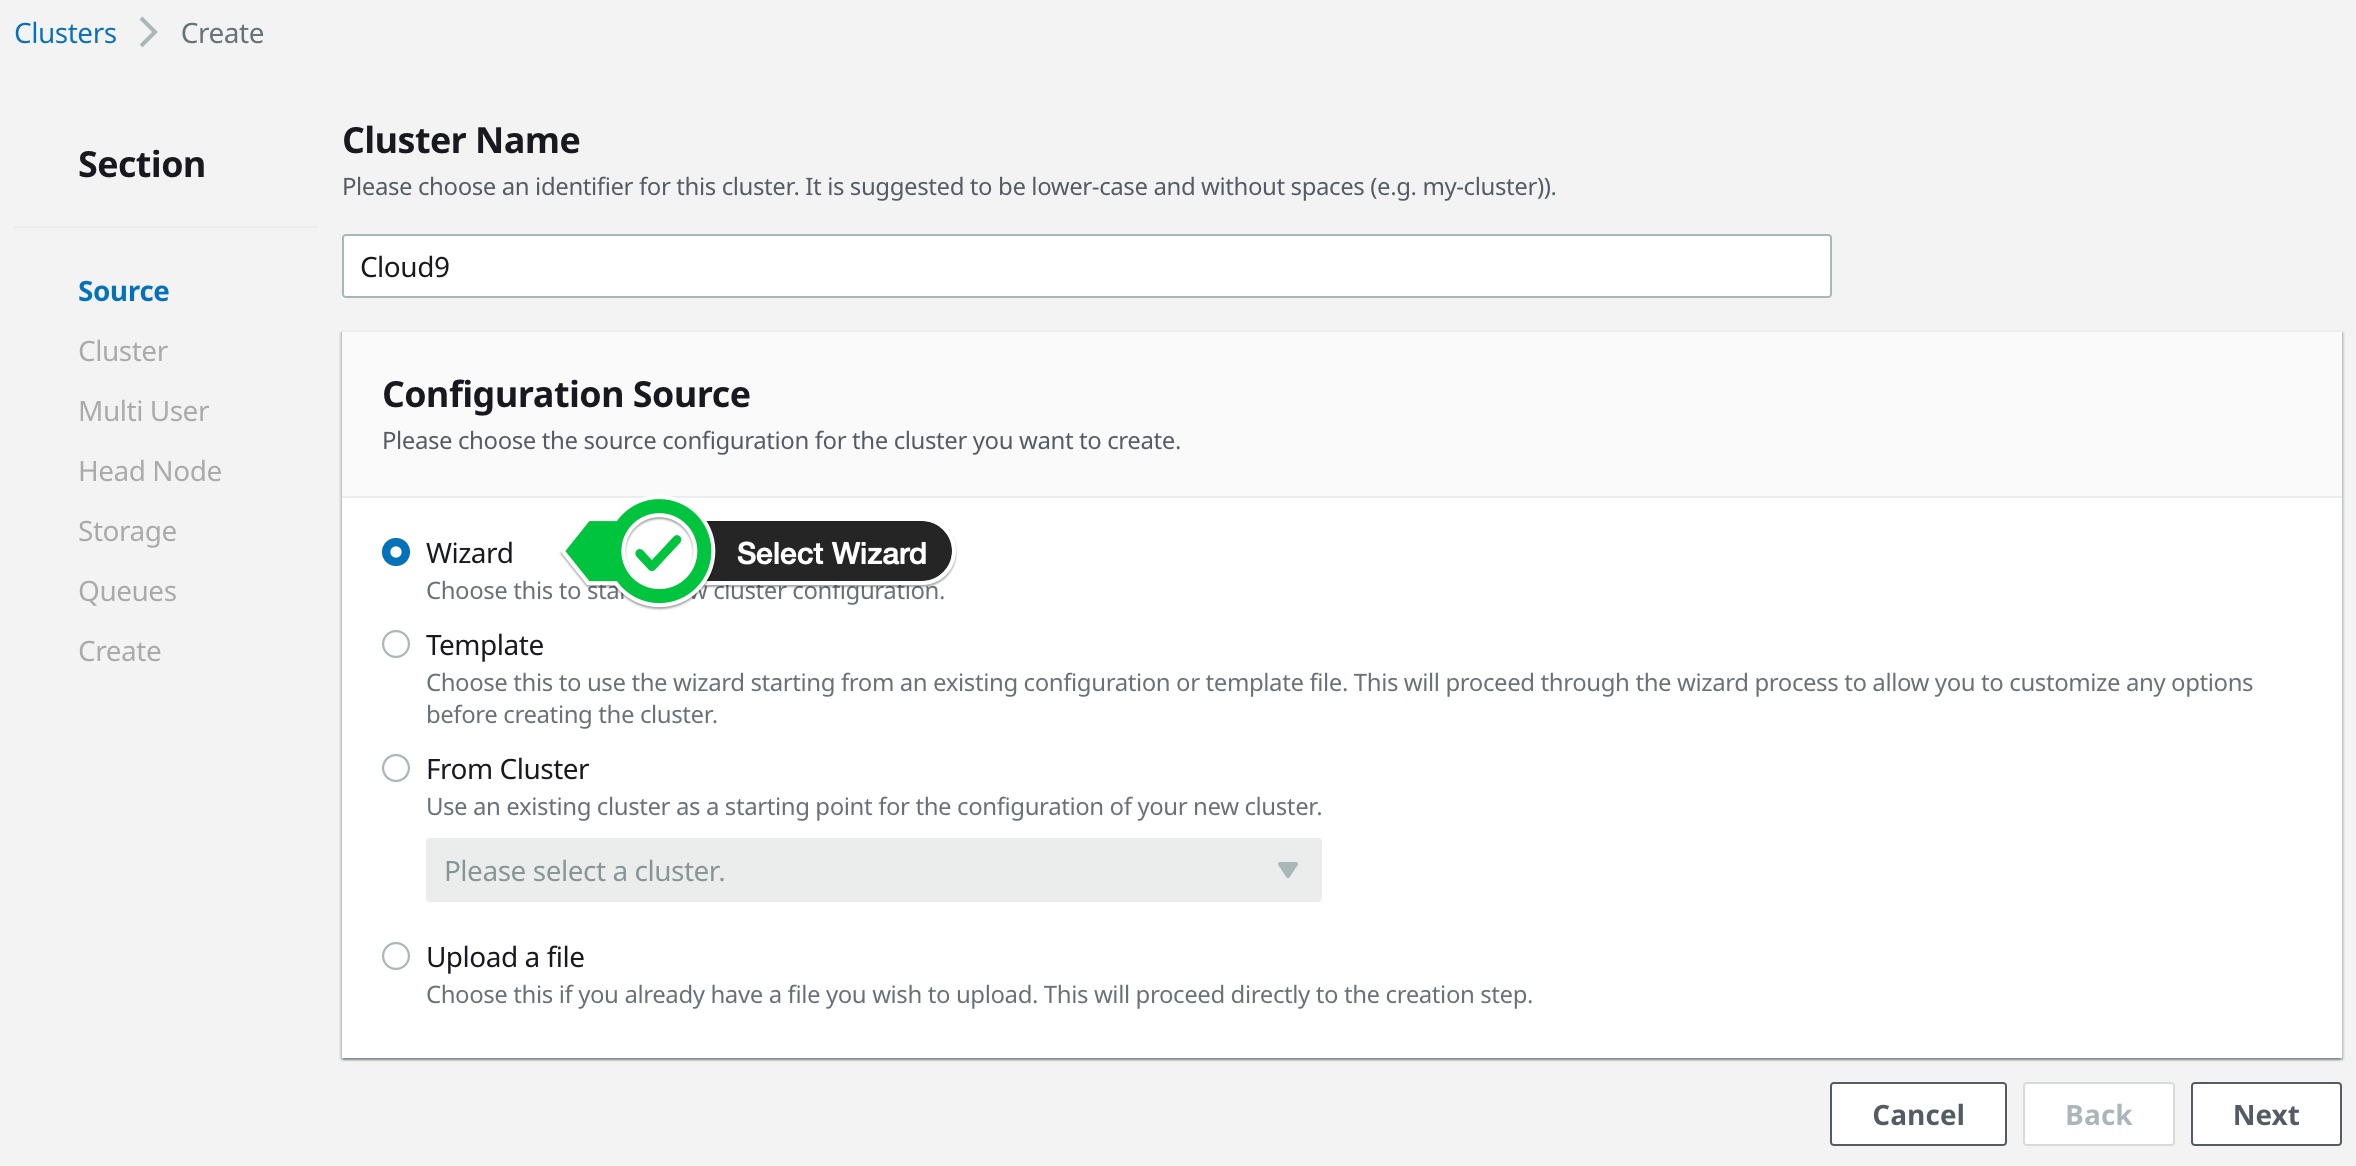 Clusters > Create
Section
Source
Cluster
Multi User
Head Node
Storage
Queues
Create
Cluster Name
Please choose an identifier for this cluster. It is suggested to be lower-case and without spaces (e.g. my-cluster)).
Cloud9
Configuration Source
Please choose the source configuration for the cluster you want to create.
Wizard
Select Wizard
Choose this to cluster configuration.
Template
Choose this to use the wizard starting from an existing configuration or template file. This will proceed through the wizard process to allow you to customize any options
before creating the cluster.
From Cluster
Use an existing cluster as a starting point for the configuration of your new cluster.
Please select a cluster.
Upload a file
Choose this if you already have a file you wish to upload. This will proceed directly to the creation step.
Cancel Back Next